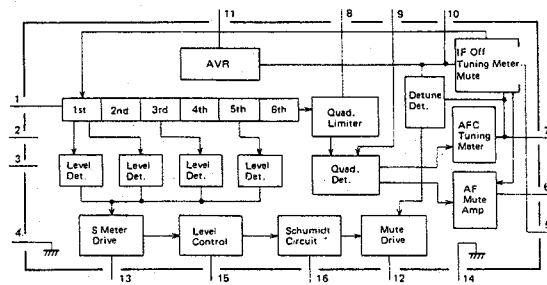 11 8 9 10
AVR
IF Off
Tuning Meter
Mute
Detune
Det.
1
1st 2nd 3rd 4th 5th 6th
Quad.
Limiter
AFC
Tuning
Meter
2
7
3
Level
Det.
Level
Det.
Level
Det.
Level
Det.
Quad.
Det.
AF
Mute
Amp
6
4
5
S Meter
Drive
Level
Control
Schumidt
Circuit
Mute
Drive
13 15 16 12 14